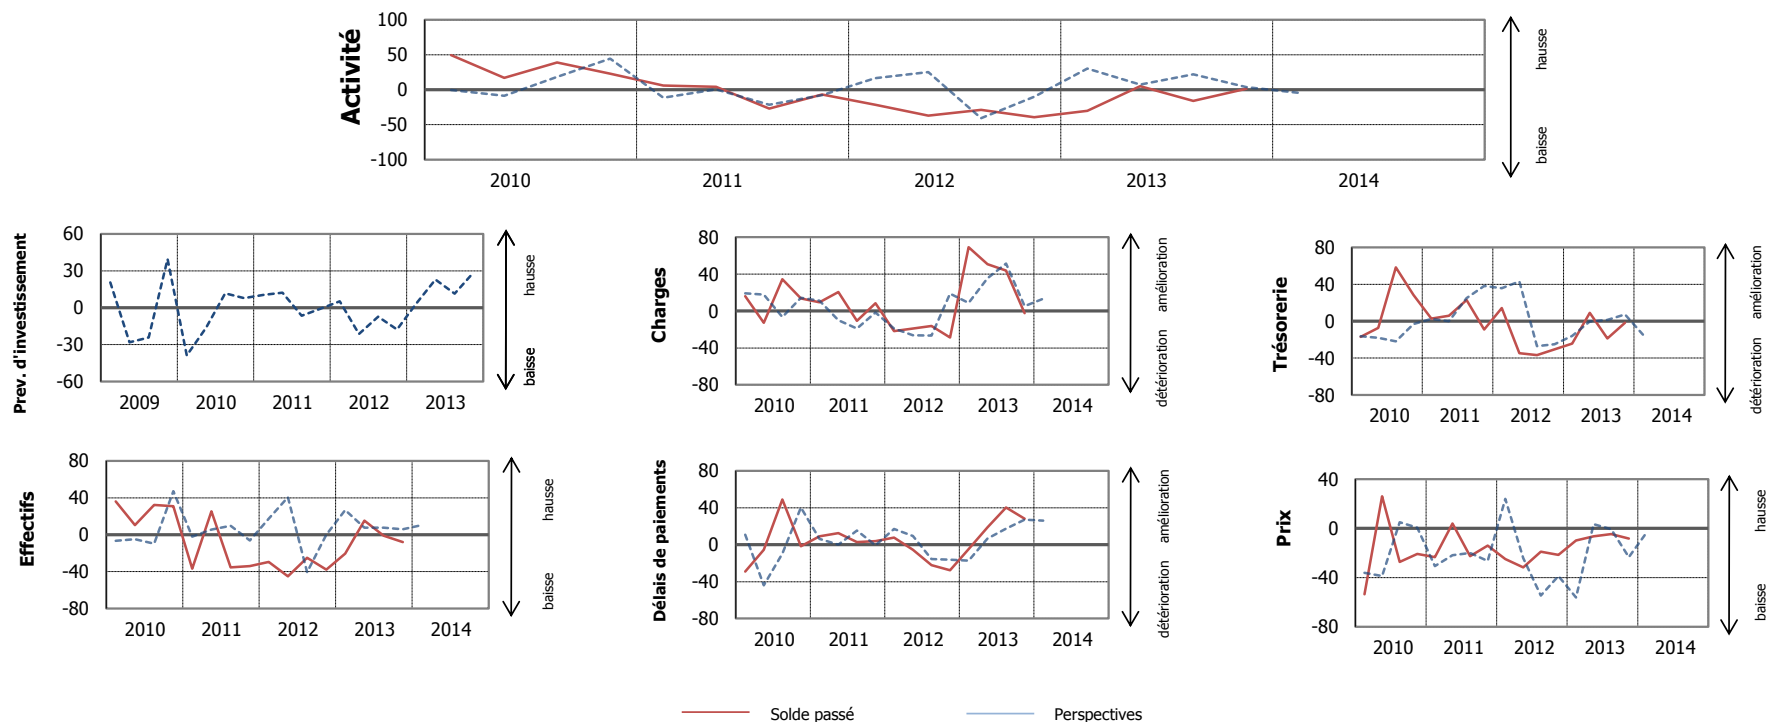 Activité
100
50
0
-50
-100
2010 2011 2012 2013 2014
hausse
baisse
Prev. d'investissement
60
30
0
-30
-60
2009 2010 2011 2012 2013
hausse
baisse
Charges
80
40
0
-40
-80
2010 2011 2012 2013 2014
amélioration
détérioration
Trésorerie
80
40
0
-40
-80
2010 2011 2012 2013 2014
amélioration
détérioration
Effectifs
80
40
0
-40
-80
2010 2011 2012 2013 2014
hausse
baisse
Délais de paiements
80
40
0
-40
-80
2010 2011 2012 2013 2014
amélioration
détérioration
Prix
40
0
-40
-80
2010 2011 2012 2013 2014
hausse
baisse
Solde passé Perspectives